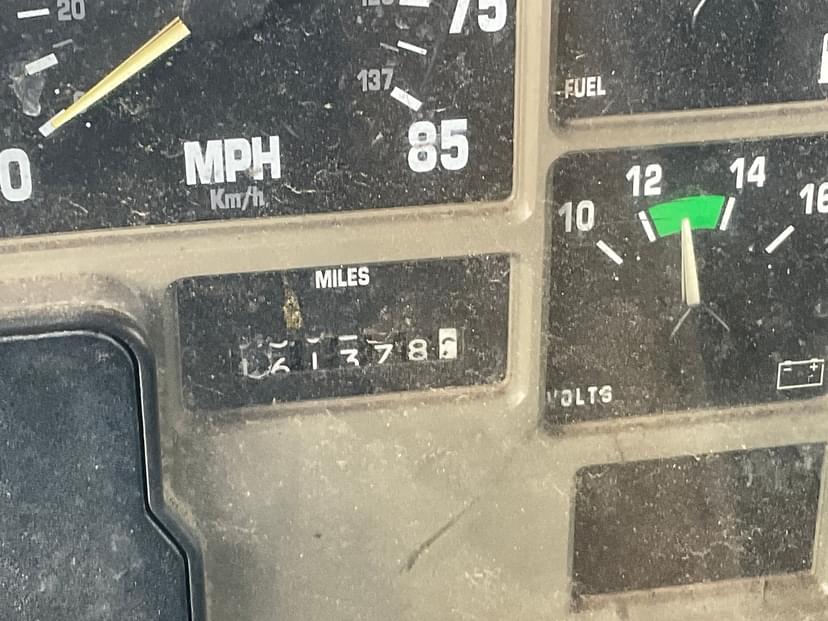 20
75
137
FUEL
85
0
MPH
Km/h
12
14
10
16
MILES
VOLTS
- +